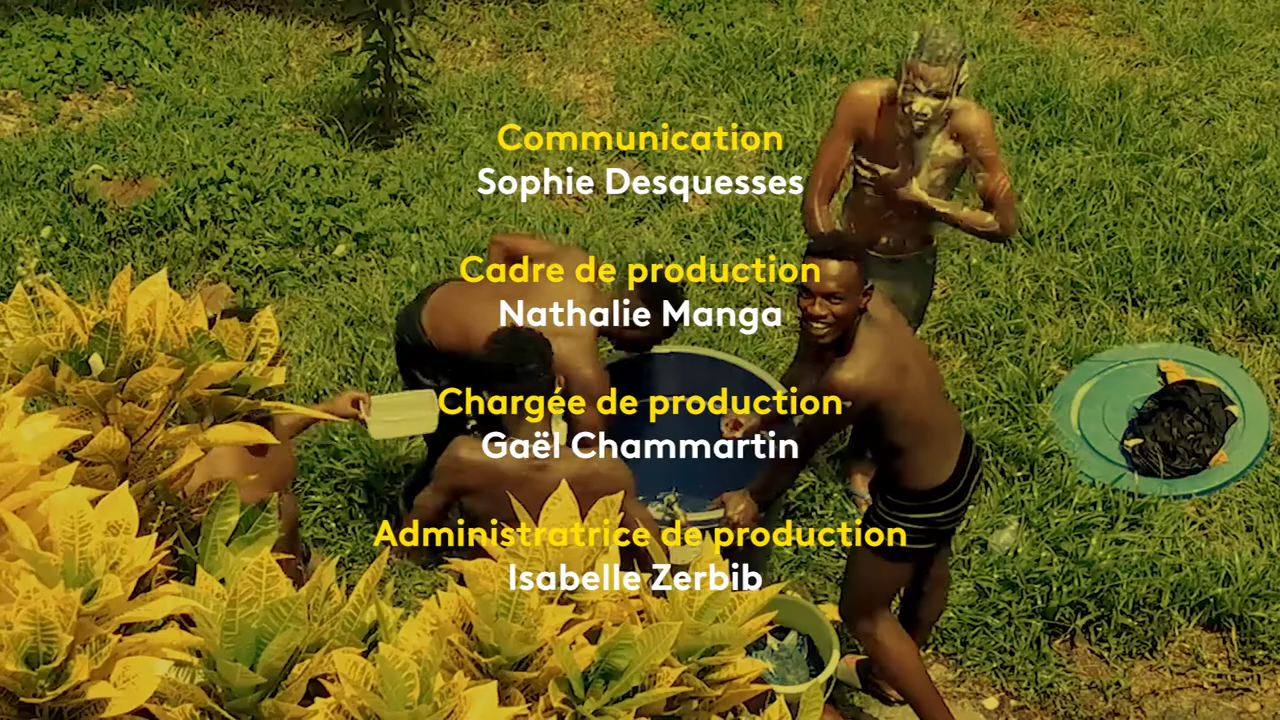 Communication
Sophie Desquesses
Cadre de production
Nathalie Manga
Chargée de production
Gaël Chammartin
Administratrice de production
Isabelle Zerbib